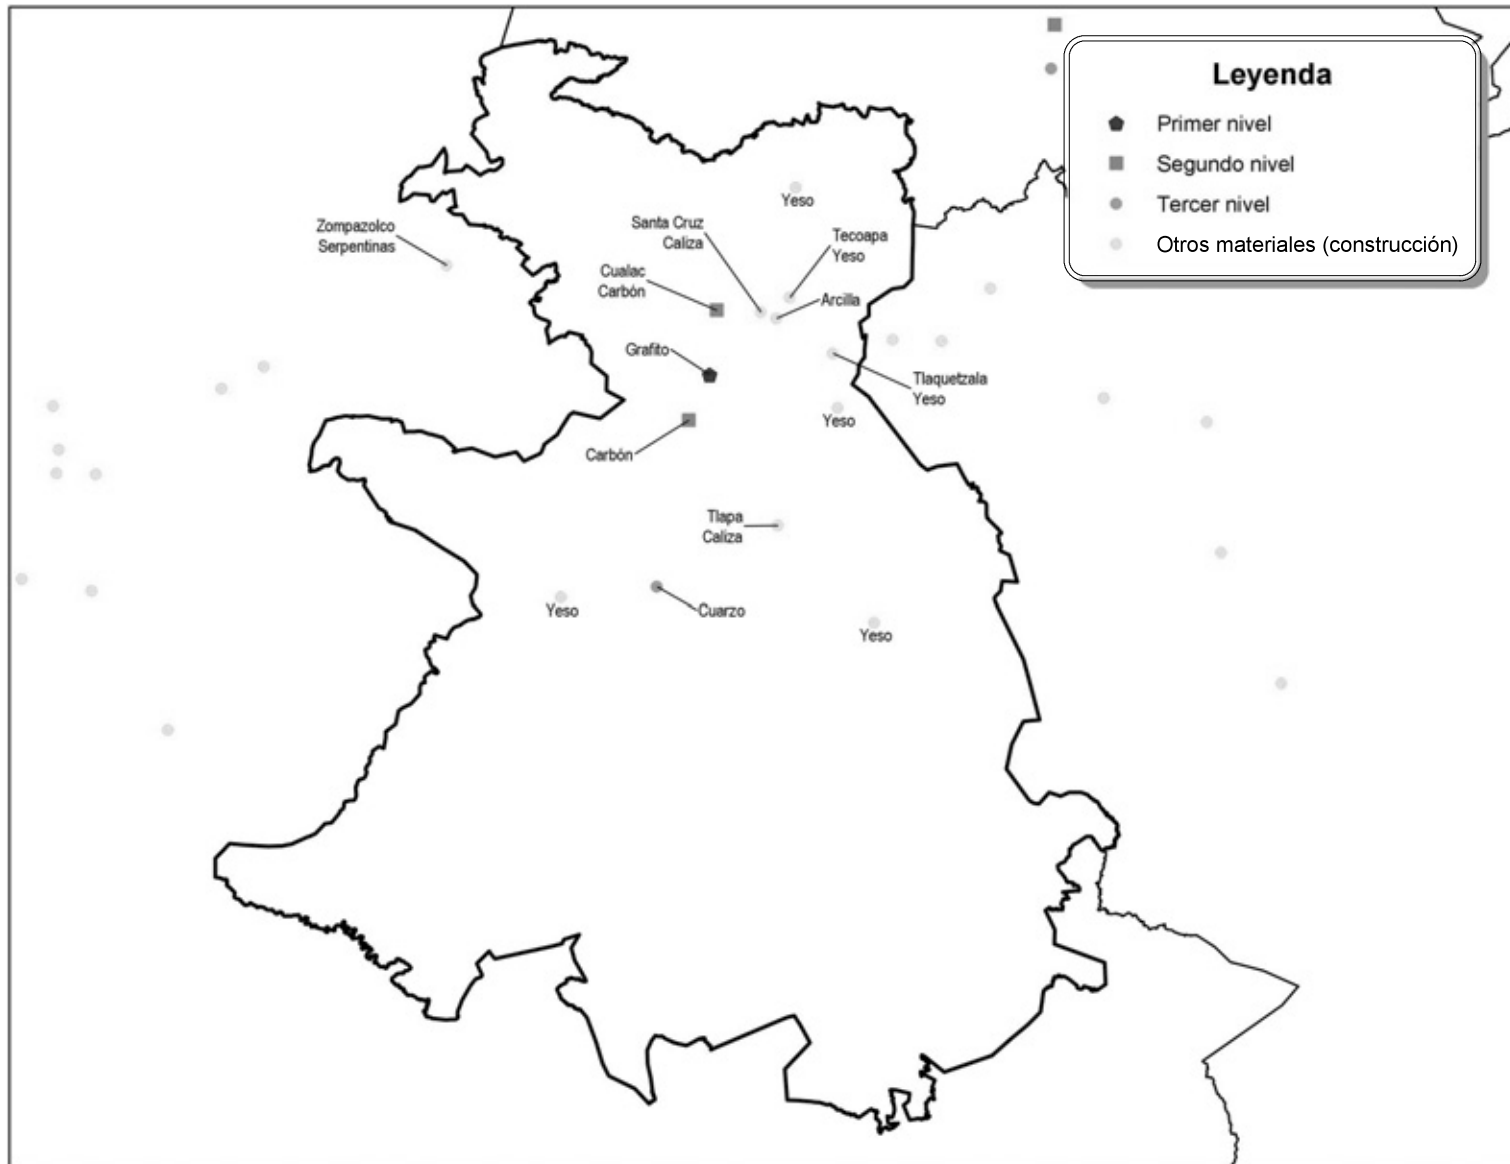 Leyenda
Primer nivel
Segundo nivel
Tercer nivel
Otros materiales (construcción)
Yeso
Zompazolco
Serpentinas
Santa Cruz
Caliza
Tecoapa
Yeso
Cualac
Carbón
Arcilla
Grafito
Tlaquetzala
Yeso
Yeso
Carbón
Tlapa
Caliza
Yeso
Cuarzo
Yeso